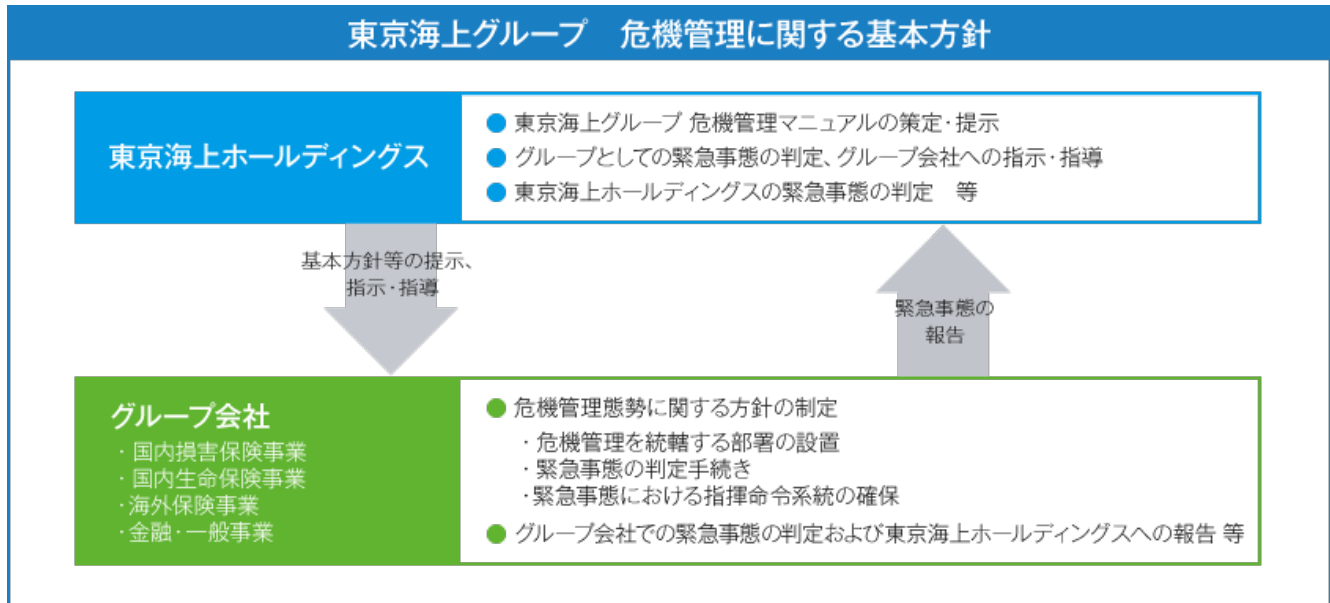 東京海上グループ　危機管理に関する基本方針
東京海上ホールディングス
● 東京海上グループ 危機管理マニュアルの策定・提示
● グループとしての緊急事態の判定、グループ会社への指示・指導
● 東京海上ホールディングスの緊急事態の判定　等
基本方針等の提示、
指示・指導
緊急事態の
報告
グループ会社
・国内損害保険事業
・国内生命保険事業
・海外保険事業
・金融・一般事業
● 危機管理態勢に関する方針の制定
・危機管理を統轄する部署の設置
・緊急事態の判定手続き
・緊急事態における指揮命令系統の確保
● グループ会社での緊急事態の判定および東京海上ホールディングスへの報告 等